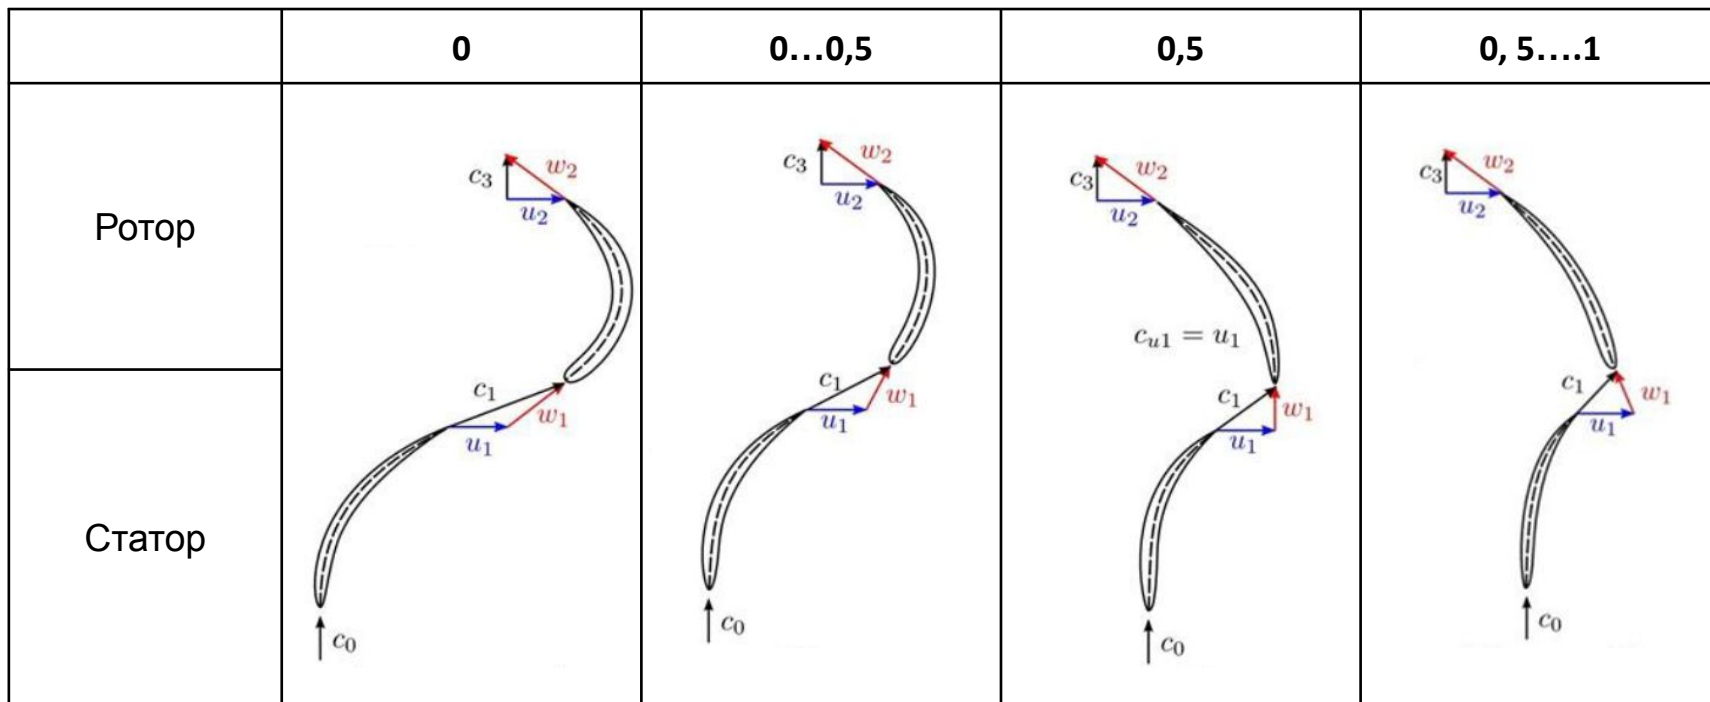 0 0…0,5 0,5 0, 5….1
Ротор
c₃ w₂ u₂
c₃ w₂ u₂
c₃ w₂ u₂
c₃ w₂ u₂
c_{u1} = u₁
Статор
c₁ w₁ u₁
c₁ w₁ u₁
c₁ w₁ u₁
c₁ w₁ u₁
c₀ c₀ c₀ c₀